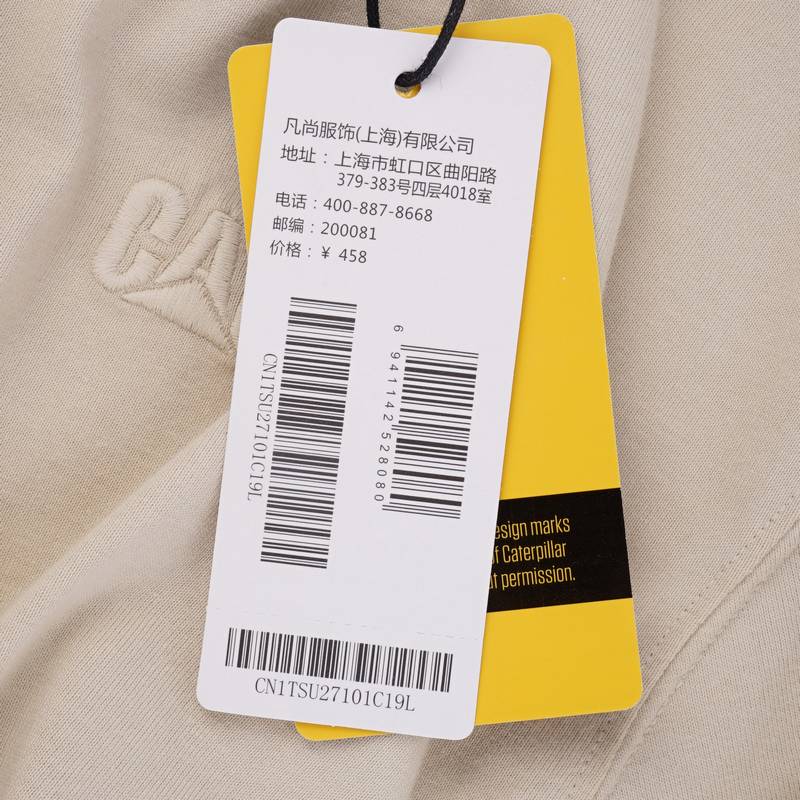 凡尚服饰(上海)有限公司
地址：上海市虹口区曲阳路
379-383号四层4018室
电话：400-887-8668
邮编：200081
价格：¥ 458
CN1TSU27101C19L
6 941142 528080
CN1TSU27101C19L
CA
esign marks
of Caterpillar
permission.